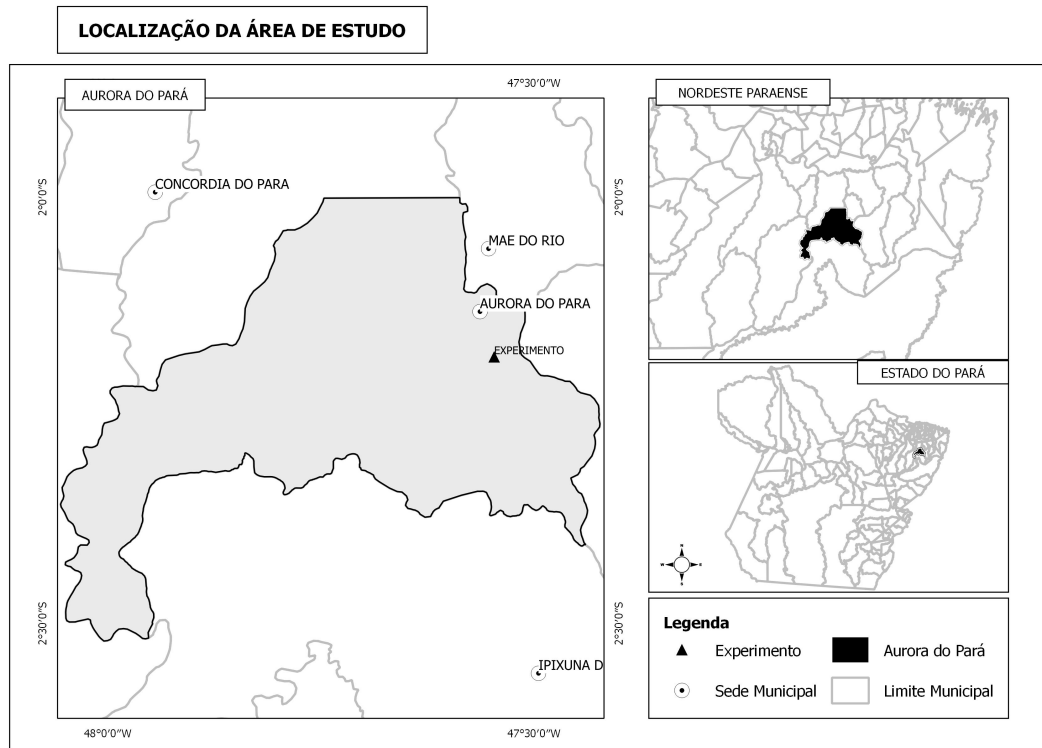 LOCALIZAÇÃO DA ÁREA DE ESTUDO
AURORA DO PARÁ
47°30'0"W
2°0'0"S
CONCORDIA DO PARA
MAE DO RIO
AURORA DO PARA
EXPERIMENTO
2°30'0"S
IPIXUNA D
48°0'0"W
47°30'0"W
2°0'0"S
2°30'0"S
NORDESTE PARAENSE
ESTADO DO PARÁ
N
W
E
S
Legenda
Experimento
Aurora do Pará
Sede Municipal
Limite Municipal